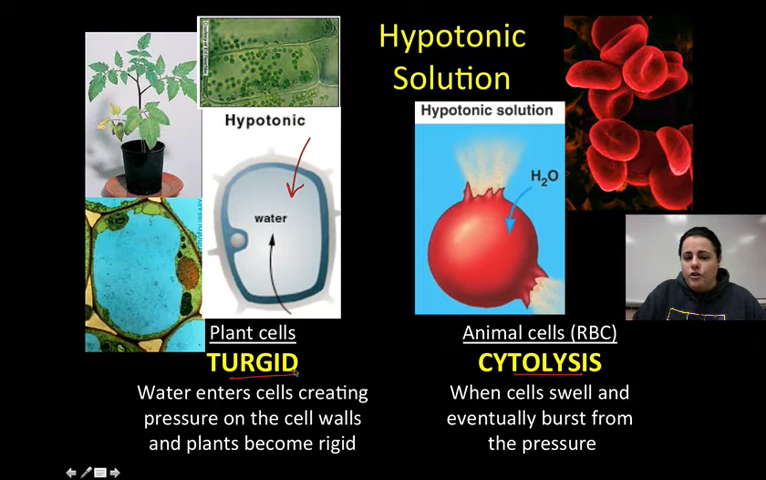 Hypotonic
Solution
Hypotonic
water
Plant cells
TURGID
Water enters cells creating
pressure on the cell walls
and plants become rigid
Hypotonic solution
H₂O
Animal cells (RBC)
CYTOLYSIS
When cells swell and
eventually burst from
the pressure